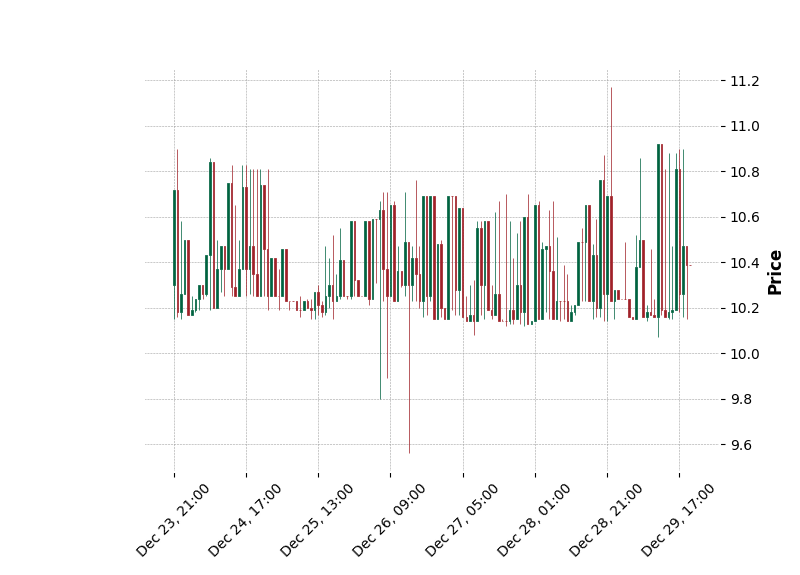 11.2
11.0
10.8
10.6
10.4
10.2
10.0
9.8
9.6
Price
Dec 23, 21:00
Dec 24, 17:00
Dec 25, 13:00
Dec 26, 09:00
Dec 27, 05:00
Dec 28, 01:00
Dec 28, 21:00
Dec 29, 17:00